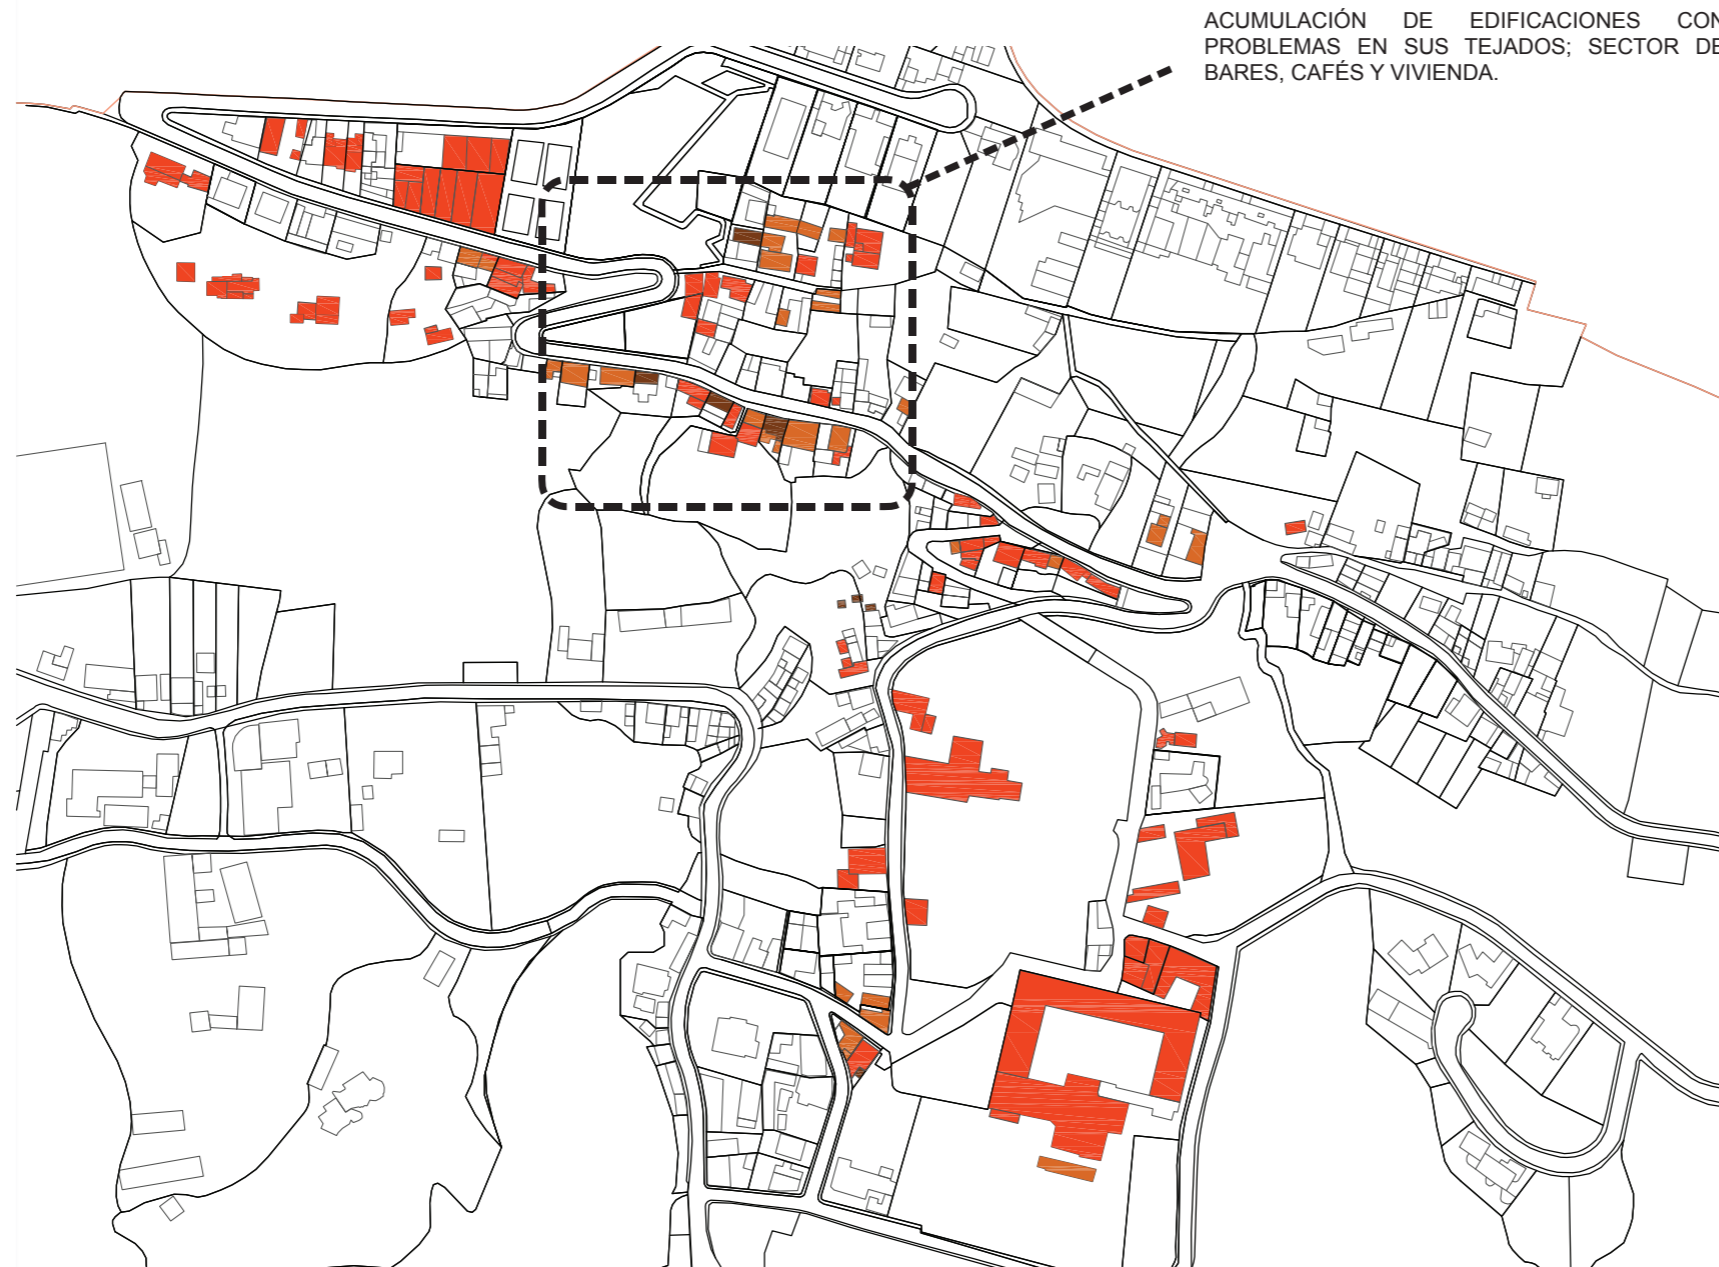 ACUMULACIÓN DE EDIFICACIONES CON
PROBLEMAS EN SUS TEJADOS; SECTOR DE
BARES, CAFÉS Y VIVIENDA.